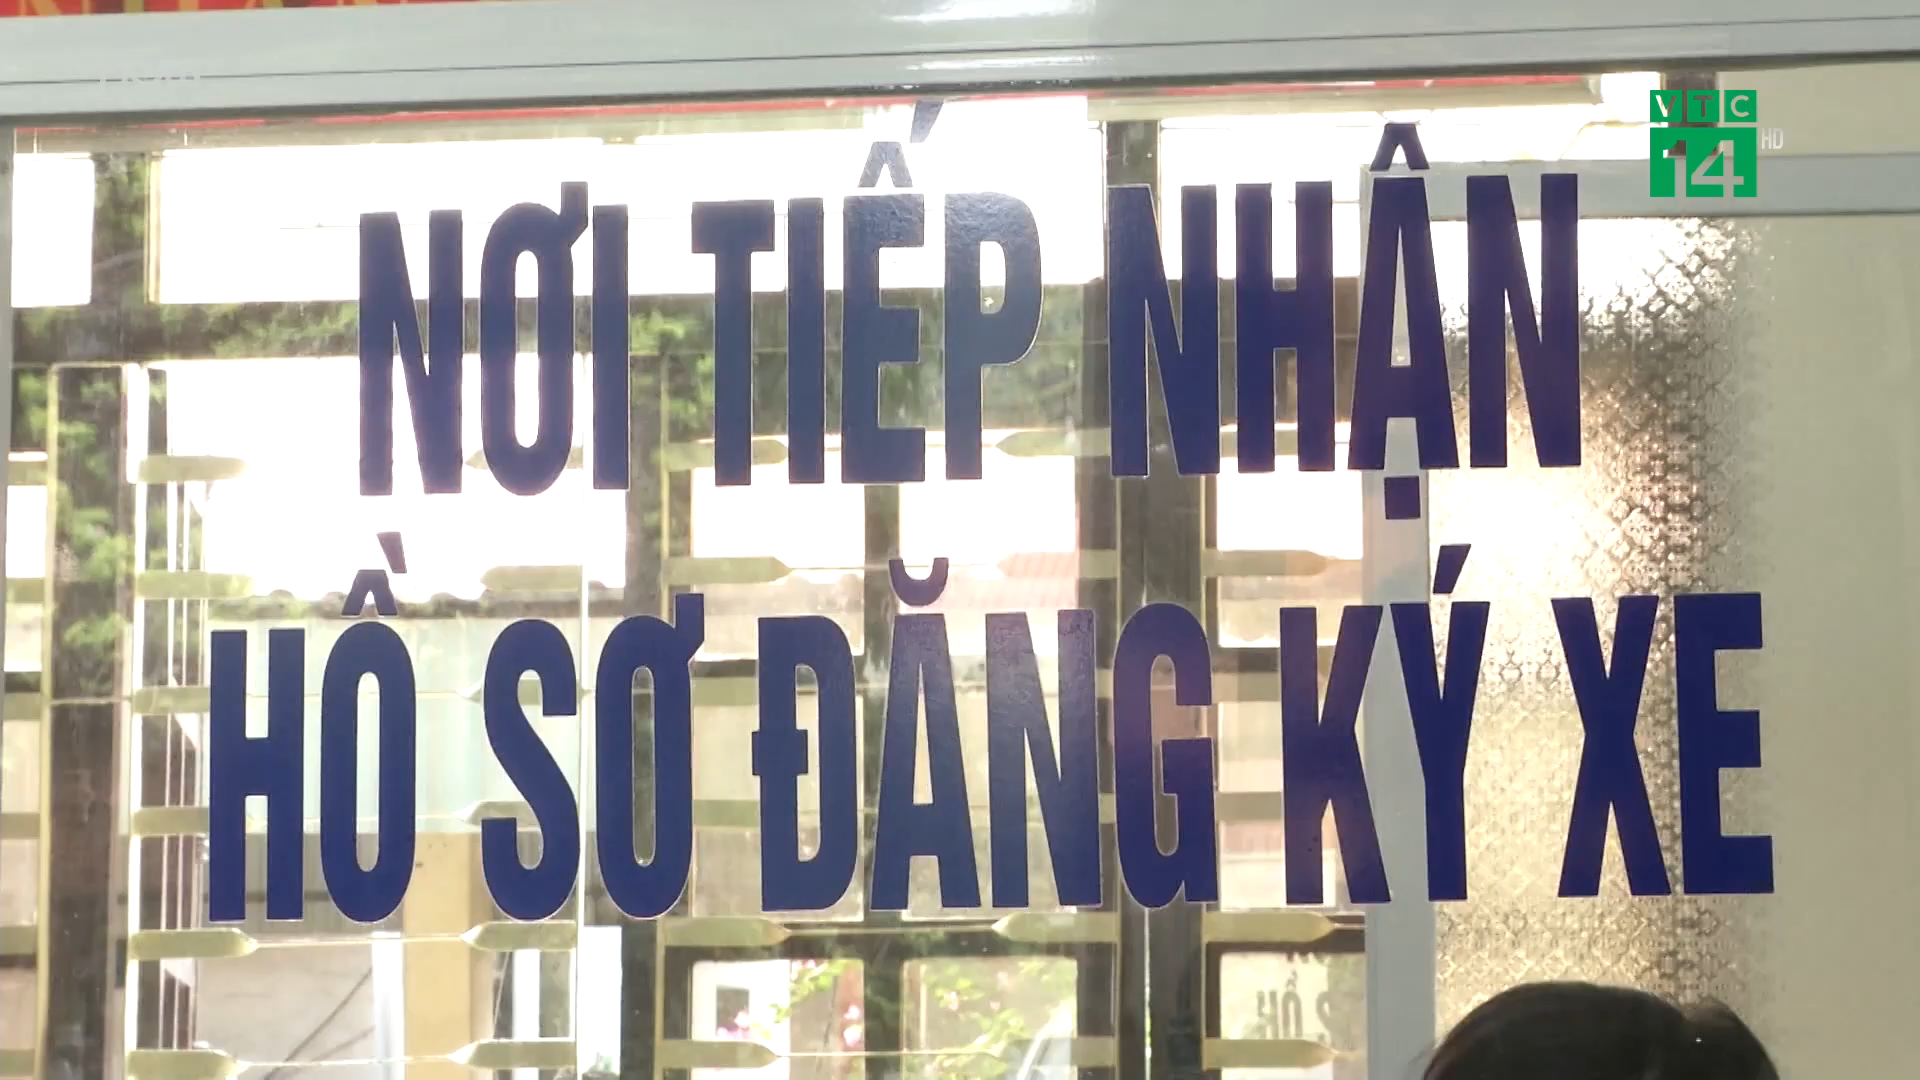 VTC
14 HD
NƠI TIẾP NHẬN
HỒ SƠ ĐĂNG KÝ XE